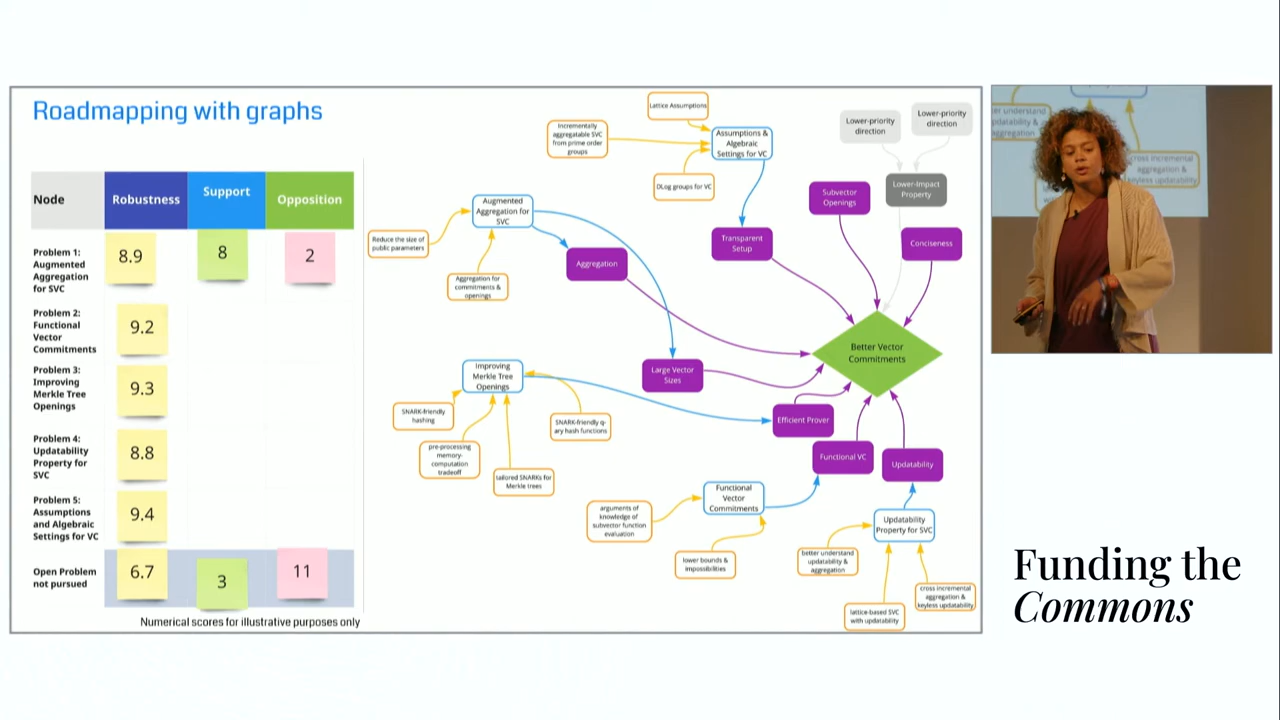 Roadmapping with graphs
Node
Robustness
Support
Opposition
Problem 1:
Augmented
Aggregation
for SVC
8.9
8
2
Problem 2:
Functional
Vector
Commitments
9.2
Problem 3:
Improving
Merkle Tree
Openings
9.3
Problem 4:
Updatability
Property for
SVC
8.8
Problem 5:
Assumptions
and Algebraic
Settings for VC
9.4
Open Problem
not pursued
6.7
3
11
Numerical scores for illustrative purposes only
Lattice Assumptions
Incrementally
aggregatable SVC
from prime order
groups
Assumptions &
Algebraic
Settings for VC
DLog groups for VC
Lower-priority
direction
Lower-priority
direction
Lower-Impact
Property
Subvector
Openings
Conciseness
Transparent
Setup
Augmented
Aggregation for
SVC
Reduce the size of
public parameters
Aggregation for
commitments &
openings
Aggregation
Better Vector
Commitments
Large Vector
Sizes
Improving
Merkle Tree
Openings
SNARK-friendly
hashing
SNARK-friendly q-
ary hash functions
pre-processing
memory-
computation
tradeoff
tailored SNARKs for
Merkle trees
Efficient Prover
Functional VC
Updatability
Functional
Vector
Commitments
arguments of
knowledge of
subvector function
evaluation
lower bounds &
impossibilities
Updatability
Property for SVC
better understand
updatability &
aggregation
cross incremental
aggregation &
keyless updatability
lattice-based SVC
with updatability
ter understand
pdatability &
aggregation
cross incremental
aggregation &
keyless updatability
Funding the
Commons